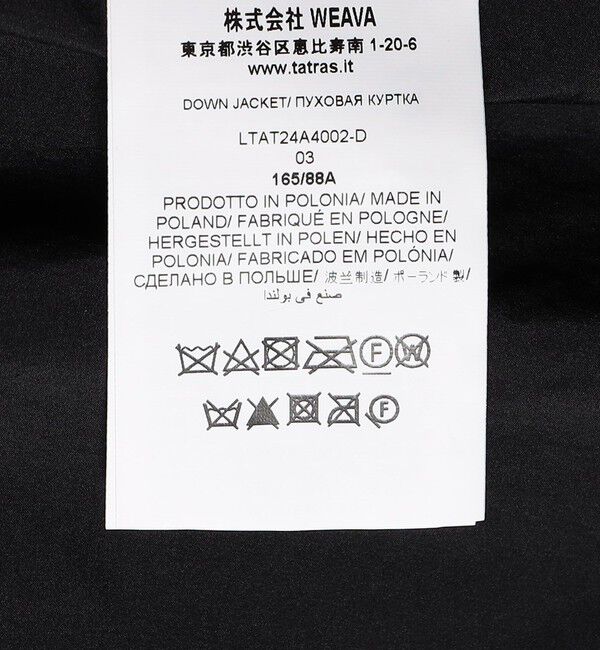 株式会社 WEAVA
東京都渋谷区恵比寿南 1-20-6
www.tatras.it
DOWN JACKET/ ПУХОВАЯ КУРТКА
LTAT24A4002-D
03
165/88A
PRODOTTO IN POLONIA/ MADE IN
POLAND/ FABRIQUÉ EN POLOGNE/
HERGESTELLT IN POLEN/ HECHO EN
POLONIA/ FABRICADO EM POLÓNIA/
СДЕЛАНО В ПОЛЬШЕ/ 波兰制造/ ポーランド製/
صنع في بولندا
F W
F